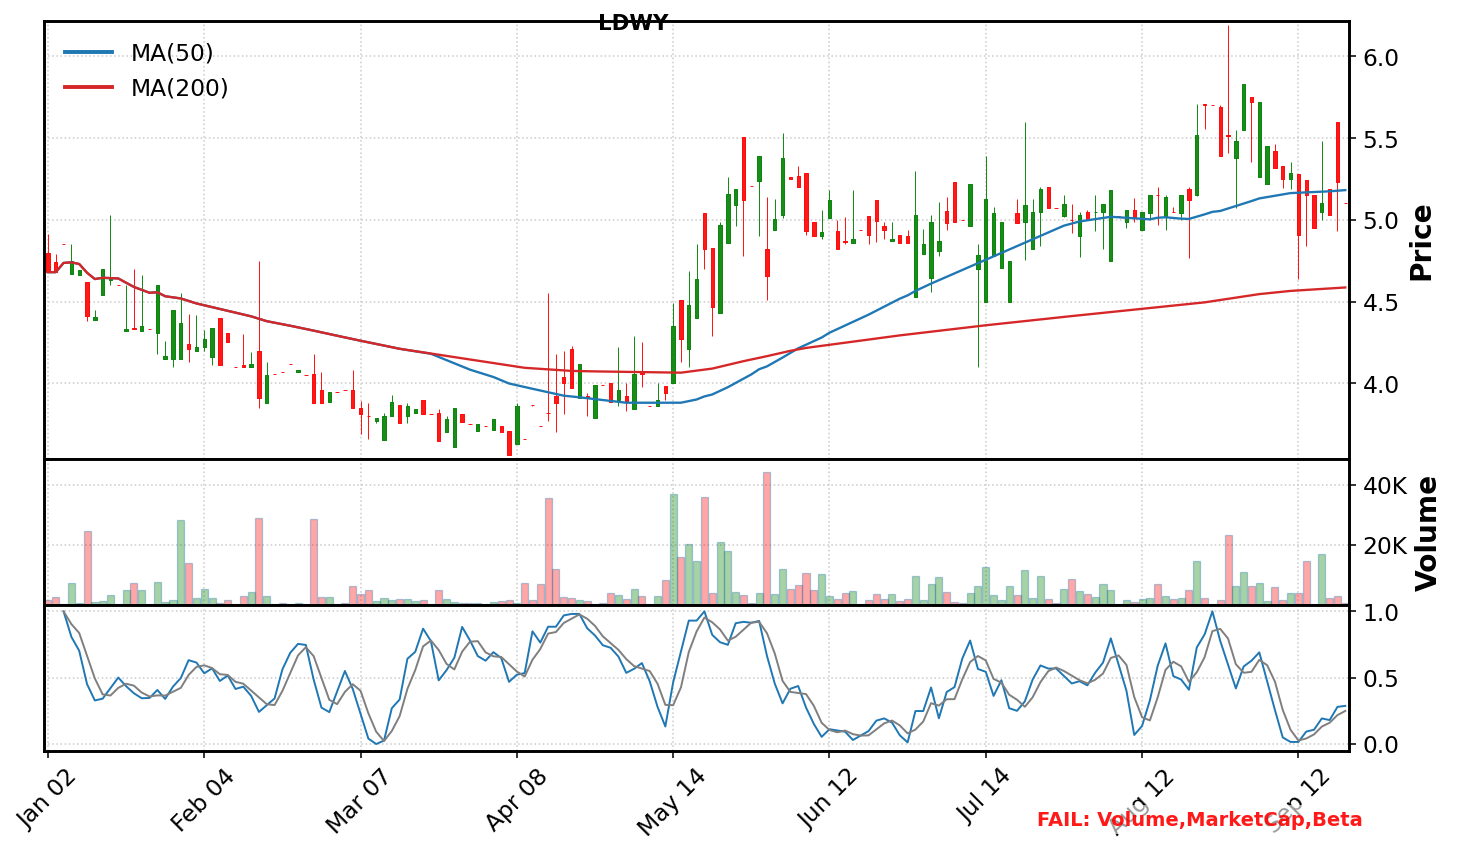 LDWY
MA(50)
MA(200)
6.0
5.5
5.0
4.5
4.0
Price
40K
20K
Volume
1.0
0.5
0.0
Jan 02
Feb 04
Mar 07
Apr 08
May 14
Jun 12
Jul 14
Aug 12
Sep 12
FAIL: Volume,MarketCap,Beta